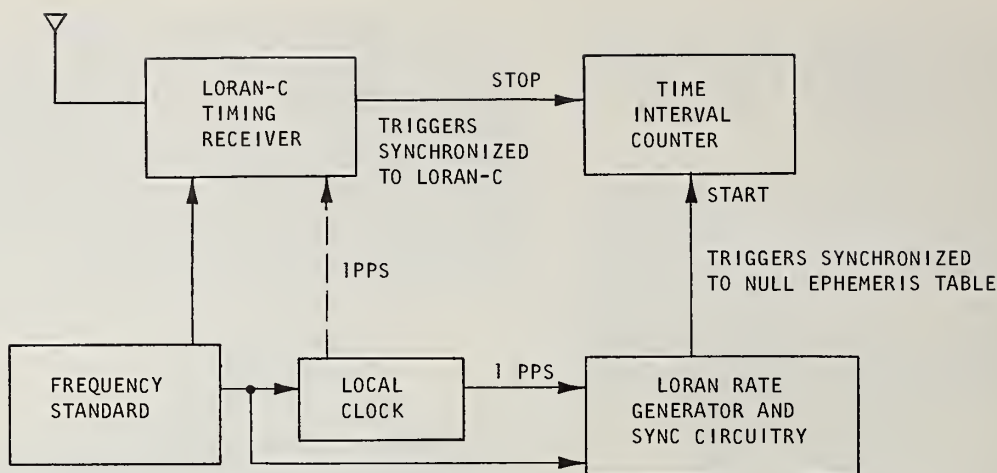 LORAN-C
TIMING
RECEIVER
STOP
TRIGGERS
SYNCHRONIZED
TO LORAN-C
TIME
INTERVAL
COUNTER
START
1PPS
TRIGGERS SYNCHRONIZED
TO NULL EPHEMERIS TABLE
FREQUENCY
STANDARD
LOCAL
CLOCK
1 PPS
LORAN RATE
GENERATOR AND
SYNC CIRCUITRY